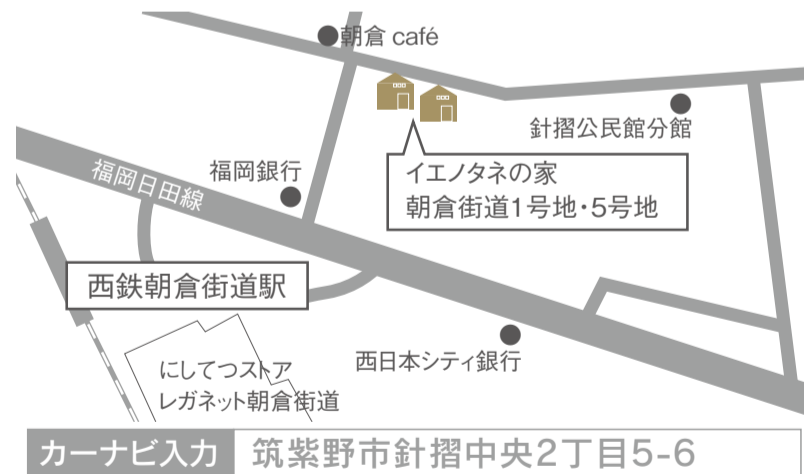 朝倉 café
針摺公民館分館
福岡銀行
福岡日田線
イエノタネの家
朝倉街道1号地・5号地
西鉄朝倉街道駅
西日本シティ銀行
にしてつストア
レガネット朝倉街道
カーナビ入力 筑紫野市針摺中央2丁目5-6